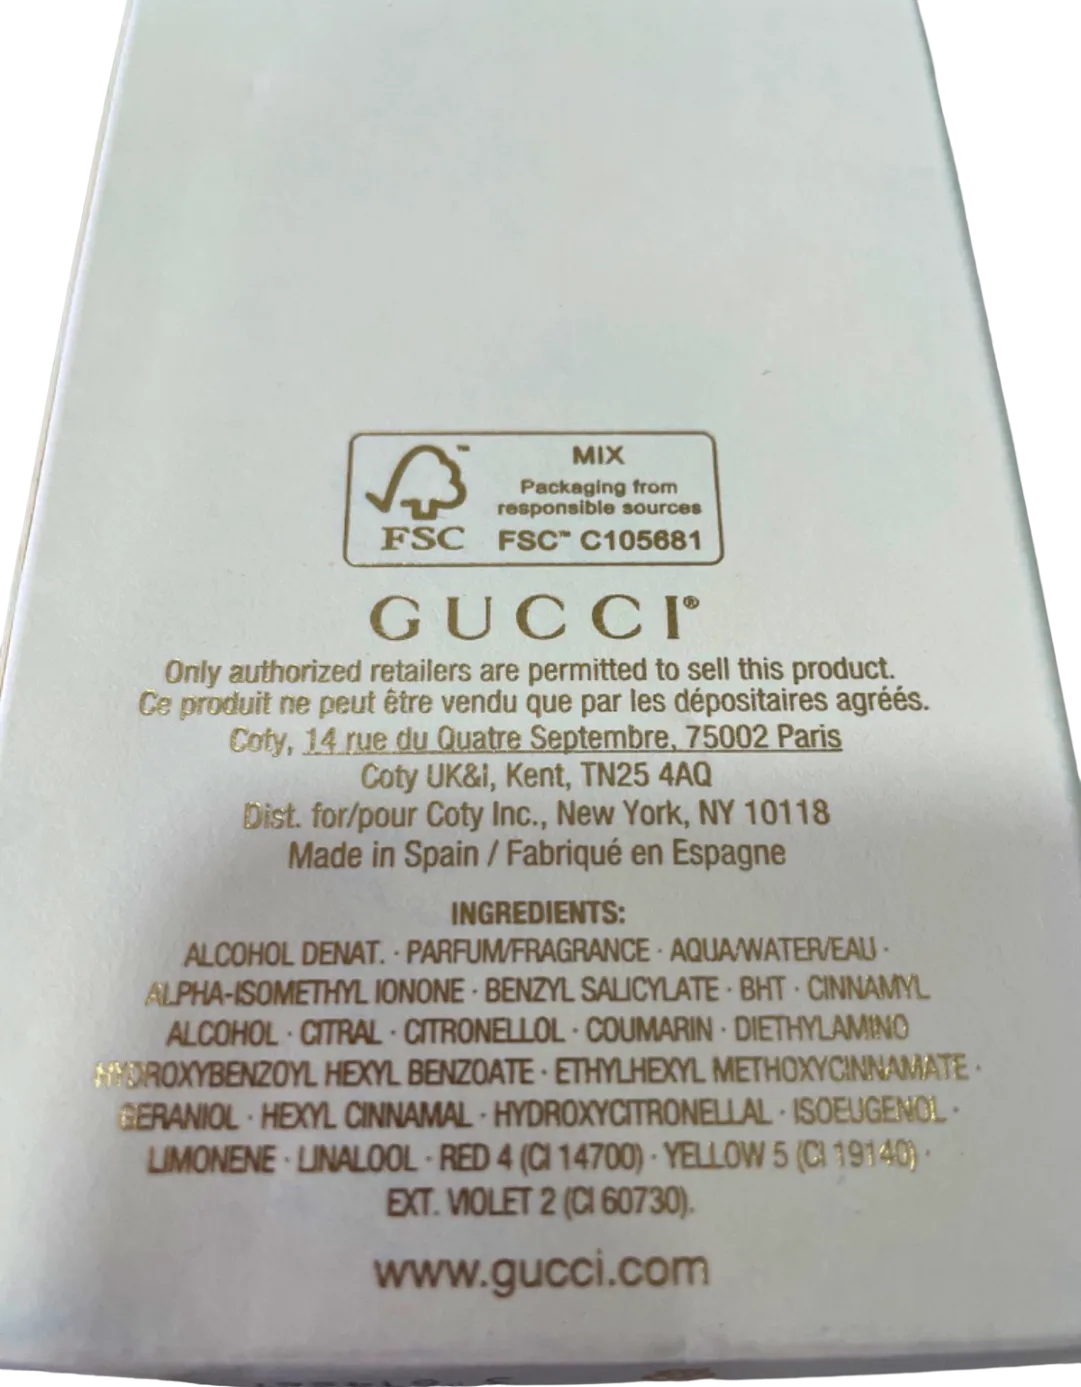 MIX
Packaging from
responsible sources
FSC™ C105681
FSC
GUCCI®
Only authorized retailers are permitted to sell this product.
Ce produit ne peut être vendu que par les dépositaires agréés.
Coty, 14 rue du Quatre Septembre, 75002 Paris
Coty UK&I, Kent, TN25 4AQ
Dist. for/pour Coty Inc., New York, NY 10118
Made in Spain / Fabriqué en Espagne
INGREDIENTS:
ALCOHOL DENAT. · PARFUM/FRAGRANCE · AQUA/WATER/EAU ·
ALPHA-ISOMETHYL IONONE · BENZYL SALICYLATE · BHT · CINNAMYL
ALCOHOL · CITRAL · CITRONELLOL · COUMARIN · DIETHYLAMINO
HYDROXYBENZOYL HEXYL BENZOATE · ETHYLHEXYL METHOXYCINNAMATE ·
GERANIOL · HEXYL CINNAMAL · HYDROXYCITRONELLAL · ISOEUGENOL ·
LIMONENE · LINALOOL · RED 4 (CI 14700) · YELLOW 5 (CI 19140) ·
EXT. VIOLET 2 (CI 60730).
www.gucci.com